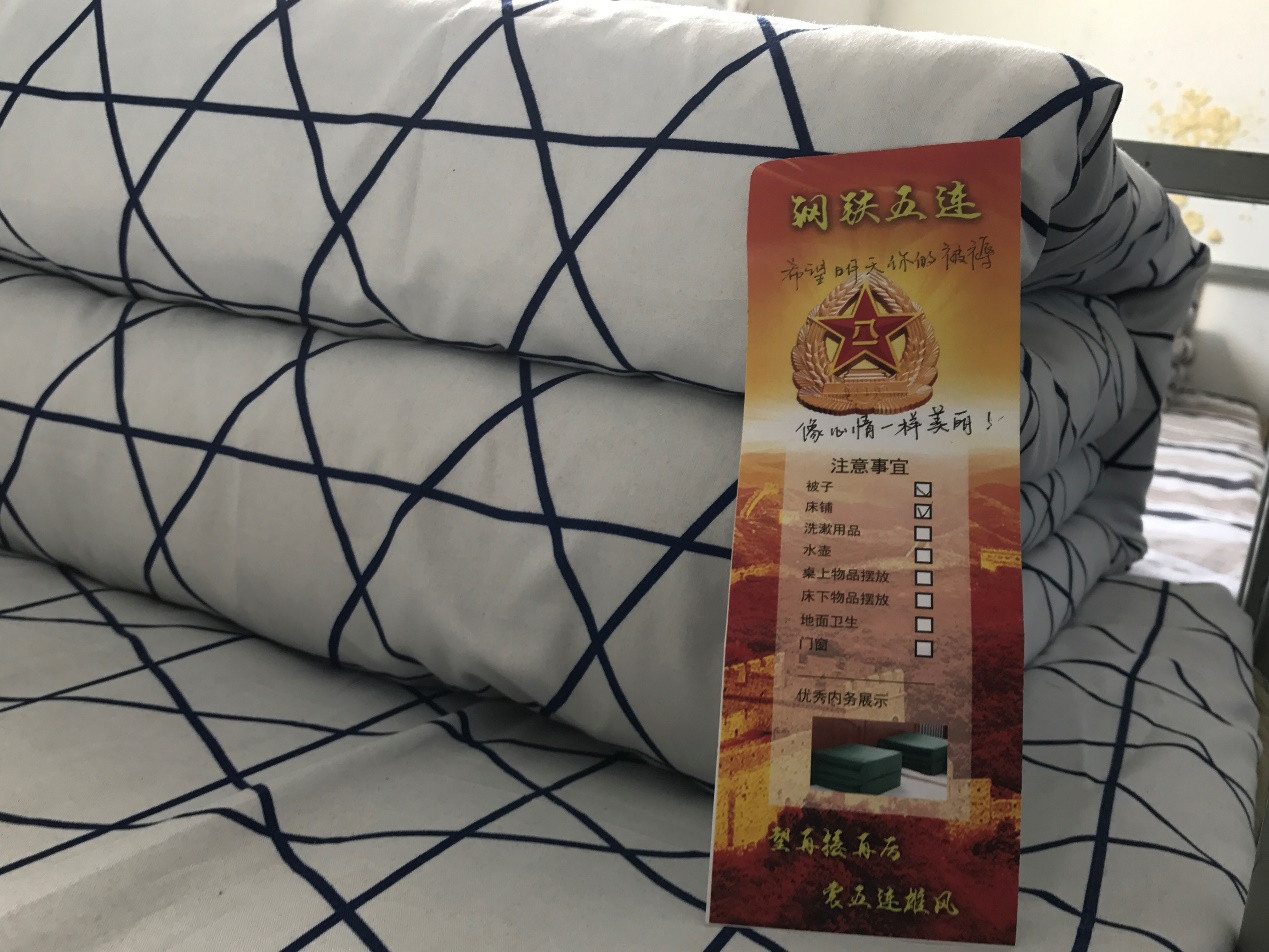 钢铁五连
希望明天你的被褥
八一
像心情一样美丽！
注意事宜
被子 ☑
床铺 ☑
洗漱用品 □
水壶 □
桌上物品摆放 □
床下物品摆放 □
地面卫生 □
门窗 □
优秀内务展示
望再接再厉
震五连雄风